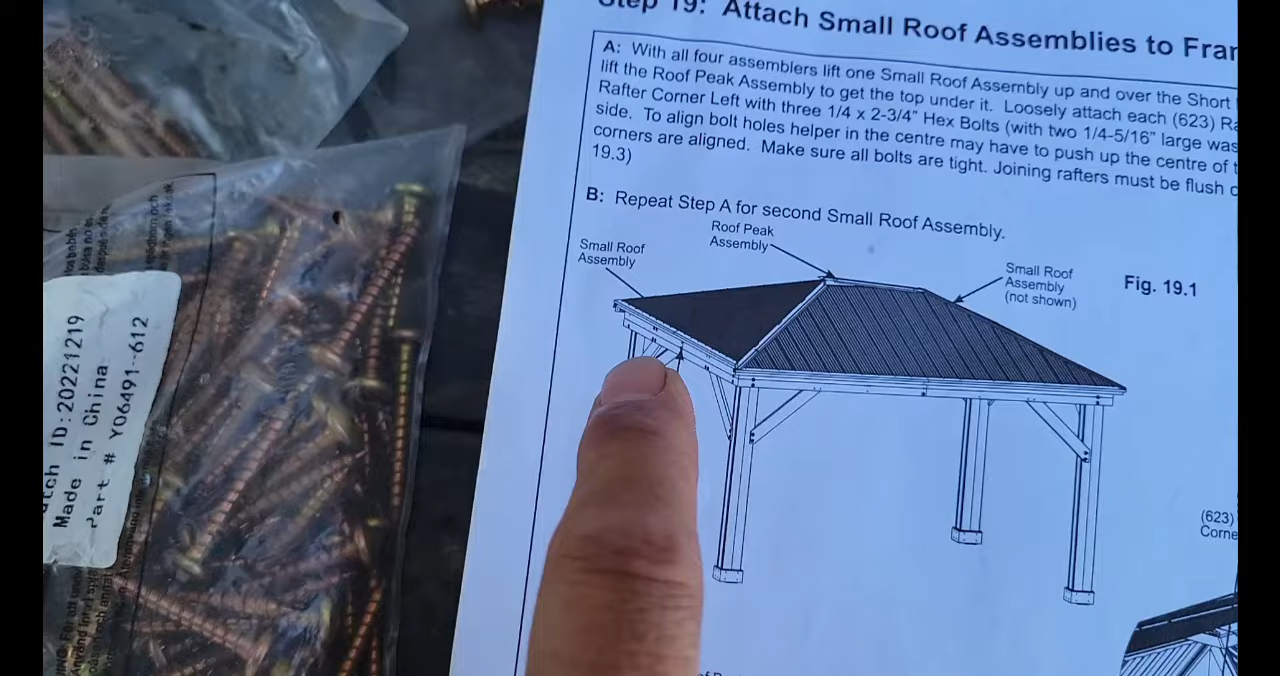 Step 19: Attach Small Roof Assemblies to Fra
A: With all four assemblers lift one Small Roof Assembly up and over the Short
lift the Roof Peak Assembly to get the top under it. Loosely attach each (623) Ra
Rafter Corner Left with three 1/4 x 2-3/4" Hex Bolts (with two 1/4-5/16" large was
side. To align bolt holes helper in the centre may have to push up the centre of
corners are aligned. Make sure all bolts are tight. Joining rafters must be flush
19.3)
B: Repeat Step A for second Small Roof Assembly.
Roof Peak
Assembly
Small Roof
Assembly
Small Roof
Assembly
(not shown)
Fig. 19.1
(623)
Corne
atch ID:20221219
Made in China
Part # Y06491--612